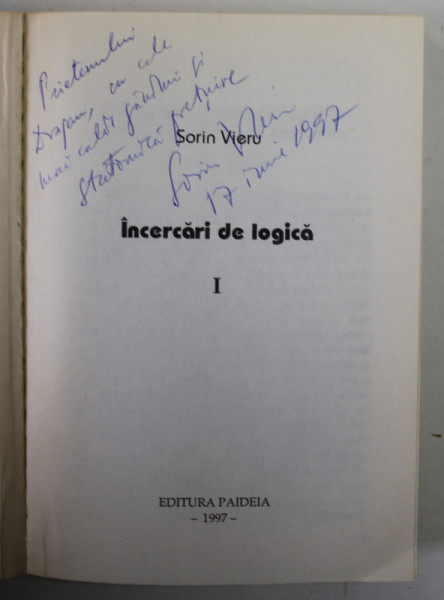 Prietenului
Dragan, cu cele
mai calde gânduri și
statornică prețuire
Sorin Vieru
17 iunie 1997
Sorin Vieru
Încercări de logică
I
EDITURA PAIDEIA
– 1997 –